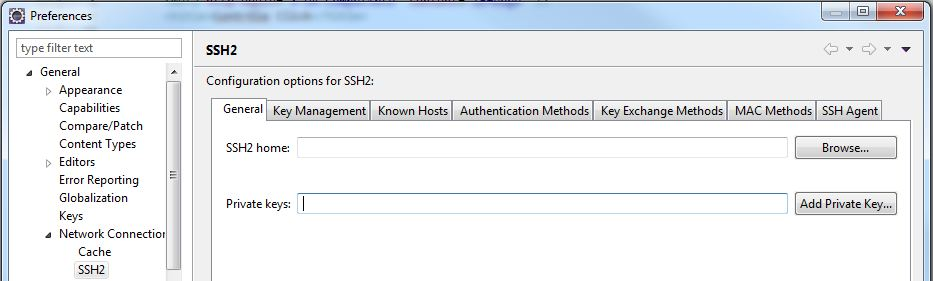 Preferences
type filter text
General
Appearance
Capabilities
Compare/Patch
Content Types
Editors
Error Reporting
Globalization
Keys
Network Connection
Cache
SSH2
SSH2
Configuration options for SSH2:
General Key Management Known Hosts Authentication Methods Key Exchange Methods MAC Methods SSH Agent
SSH2 home: Browse...
Private keys: Add Private Key...